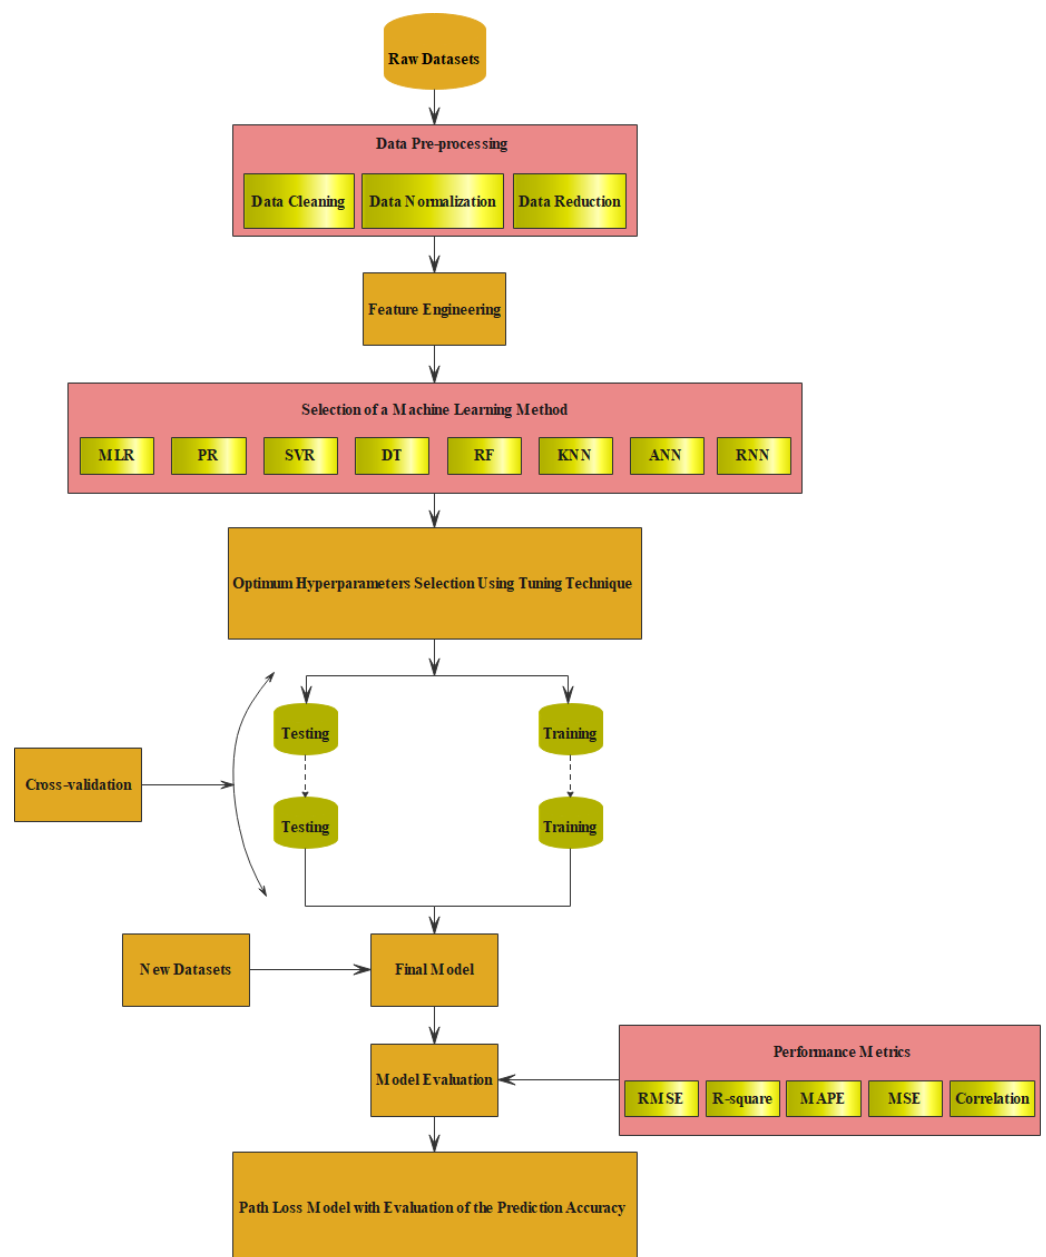 Raw Datasets
Data Pre-processing
Data Cleaning
Data Normalization
Data Reduction
Feature Engineering
Selection of a Machine Learning Method
MLR
PR
SVR
DT
RF
KNN
ANN
RNN
Optimum Hyperparameters Selection Using Tuning Technique
Testing
Training
Cross-validation
Testing
Training
New Datasets
Final Model
Performance Metrics
Model Evaluation
RMSE
R-square
MAPE
MSE
Correlation
Path Loss Model with Evaluation of the Prediction Accuracy